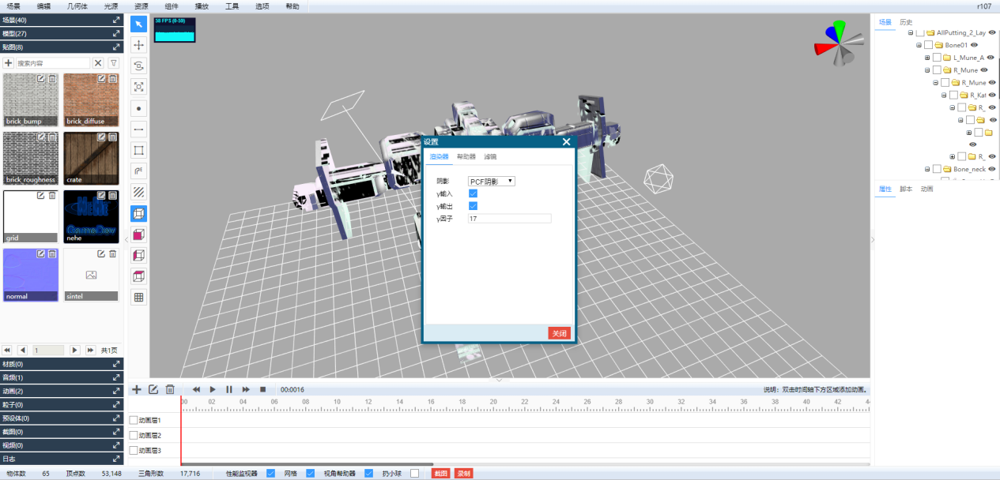 场景 编辑 几何体 光源 资源 组件 播放 工具 选项 帮助 r107
场景(40)
模型(27)
贴图(8)
搜索内容
brick_bump
brick_diffuse
brick_roughness
crate
grid
nehe
normal
sintel
1 共1页
材质(0)
音频(1)
动画(2)
粒子(0)
预设体(0)
截图(0)
视频(0)
日志
58 FPS (0-59)
设置
渲染器 帮助器 滤镜
阴影 PCF阴影
γ输入
γ输出
γ因子 17
关闭
场景 历史
AllPutting_2_Lay
Bone01
L_Mune_A
R_Mune
R_Mune
R_Kat
R_
R_
Bone_neck
属性 脚本 动画
00:0016
说明：双击时间轴下方区域添加动画。
00 02 04 06 08 10 12 14 16 18 20 22 24 26 28 30 32 34 36 38 40 42
动画层1
动画层2
动画层3
物体数 65 顶点数 53,148 三角形数 17,716 性能监视器 网格 视角帮助器 扔小球 截图 录制